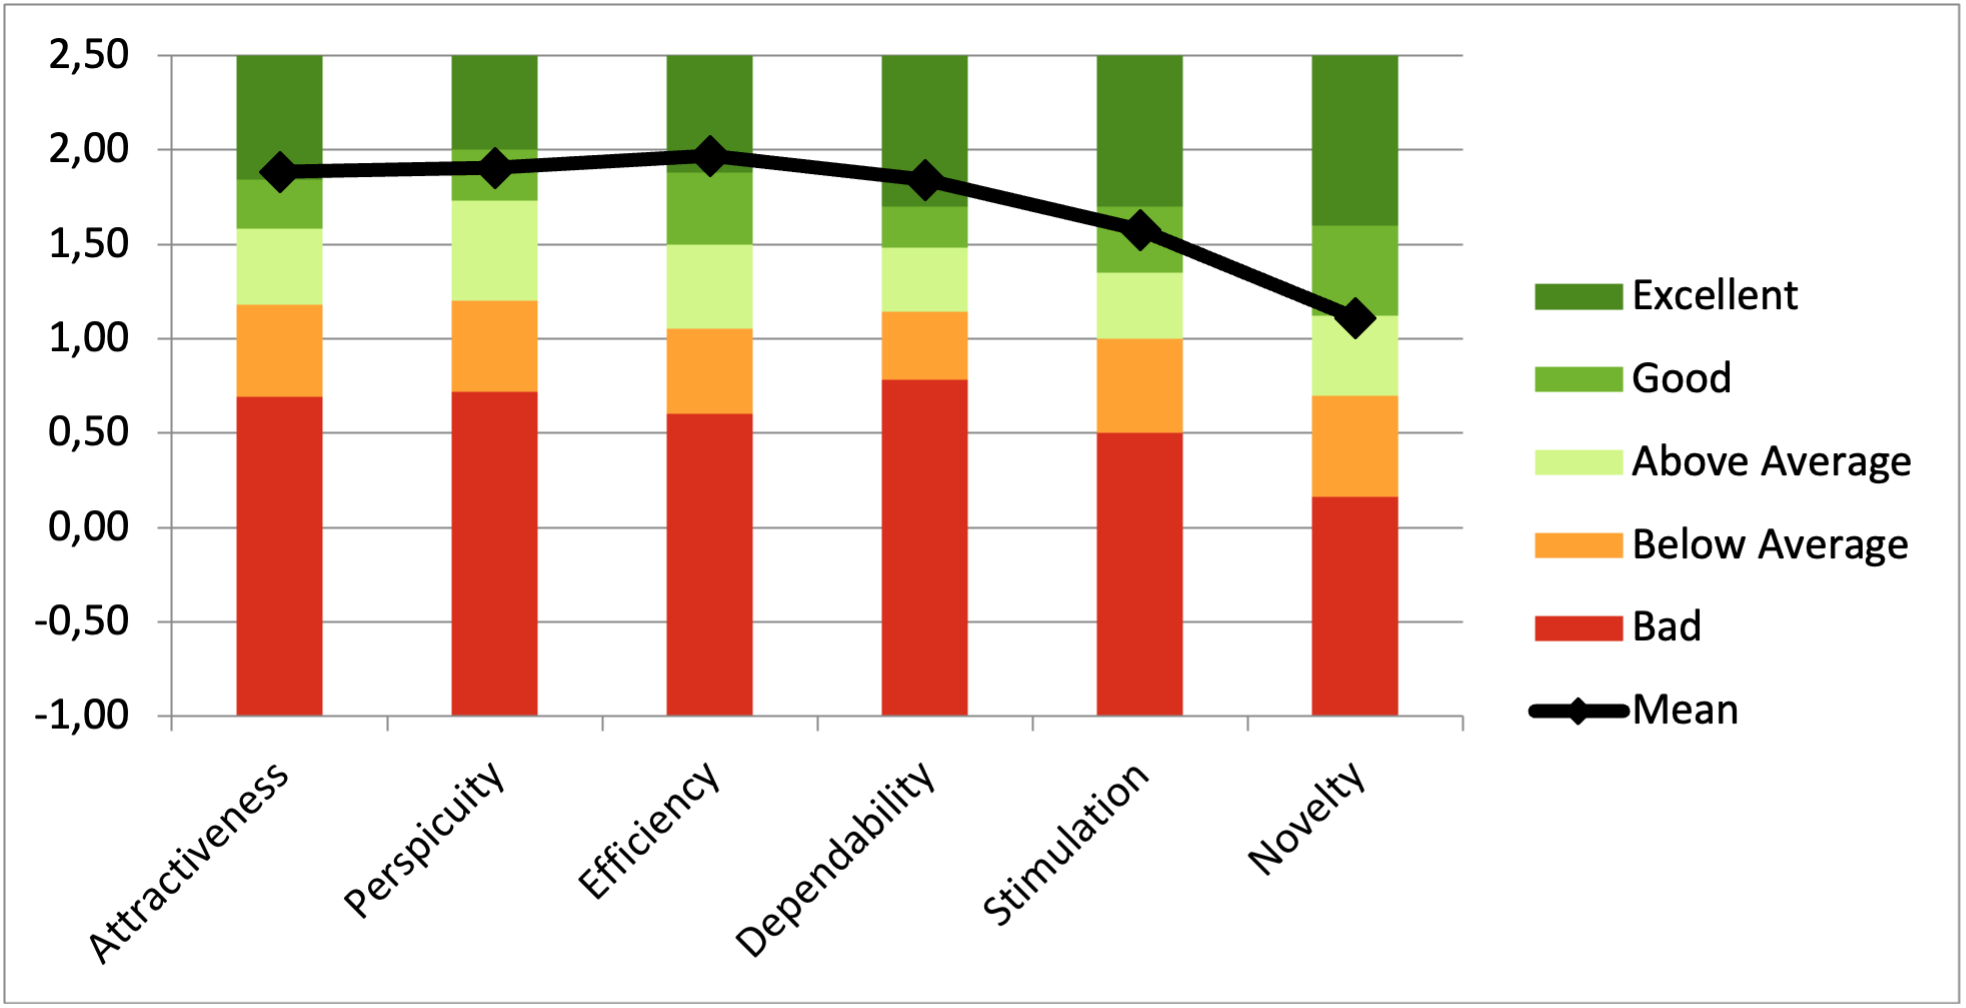 2,50
2,00
1,50
1,00
0,50
0,00
-0,50
-1,00
Attractiveness
Perspicuity
Efficiency
Dependability
Stimulation
Novelty
Excellent
Good
Above Average
Below Average
Bad
Mean